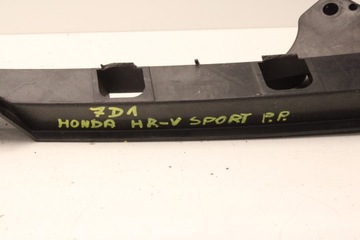 7D1
HONDA HR-V SPORT P.P.